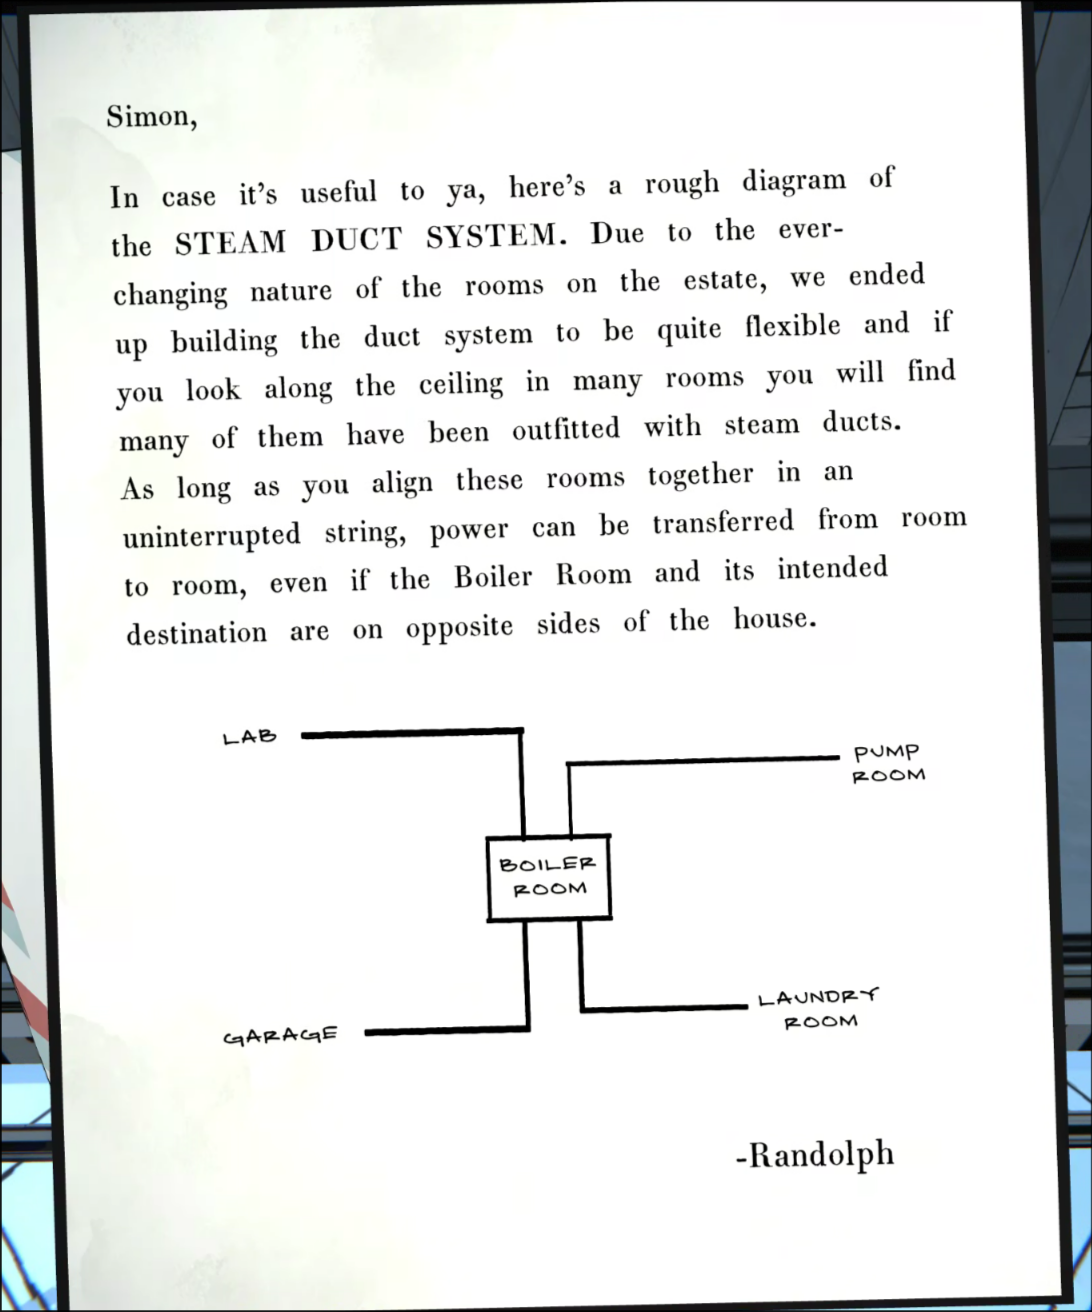 Simon,
In case it's useful to ya, here's a rough diagram of
the STEAM DUCT SYSTEM. Due to the ever-
changing nature of the rooms on the estate, we ended
up building the duct system to be quite flexible and if
you look along the ceiling in many rooms you will find
many of them have been outfitted with steam ducts.
As long as you align these rooms together in an
uninterrupted string, power can be transferred from room
to room, even if the Boiler Room and its intended
destination are on opposite sides of the house.
LAB
PUMP
ROOM
BOILER
ROOM
GARAGE
LAUNDRY
ROOM
-Randolph